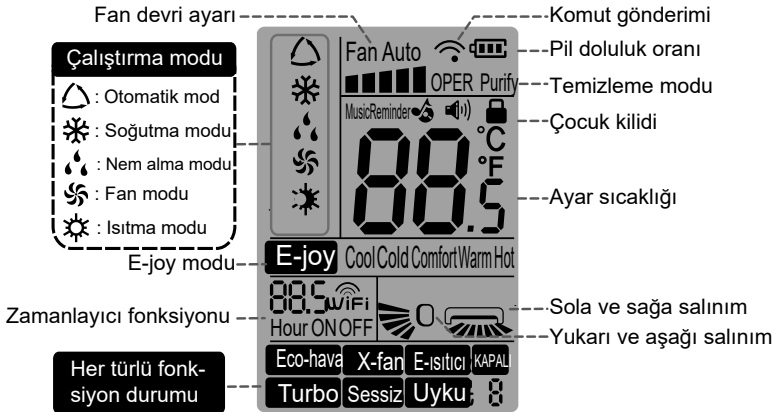 Fan devri ayarı
Komut gönderimi
Pil doluluk oranı
Temizleme modu
Çocuk kilidi
Ayar sıcaklığı
Çalıştırma modu
: Otomatik mod
: Soğutma modu
: Nem alma modu
: Fan modu
: Isıtma modu
E-joy modu
Zamanlayıcı fonksiyonu
Sola ve sağa salınım
Yukarı ve aşağı salınım
Her türlü fonk-
siyon durumu
Fan Auto
OPER Purify
MusicReminder
°C
°F
88.5
E-joy Cool Cold Comfort Warm Hot
88.5 WiFi
Hour ON OFF
Eco-hava X-fan E-ısıtıcı KAPALI
Turbo Sessiz Uyku : 8